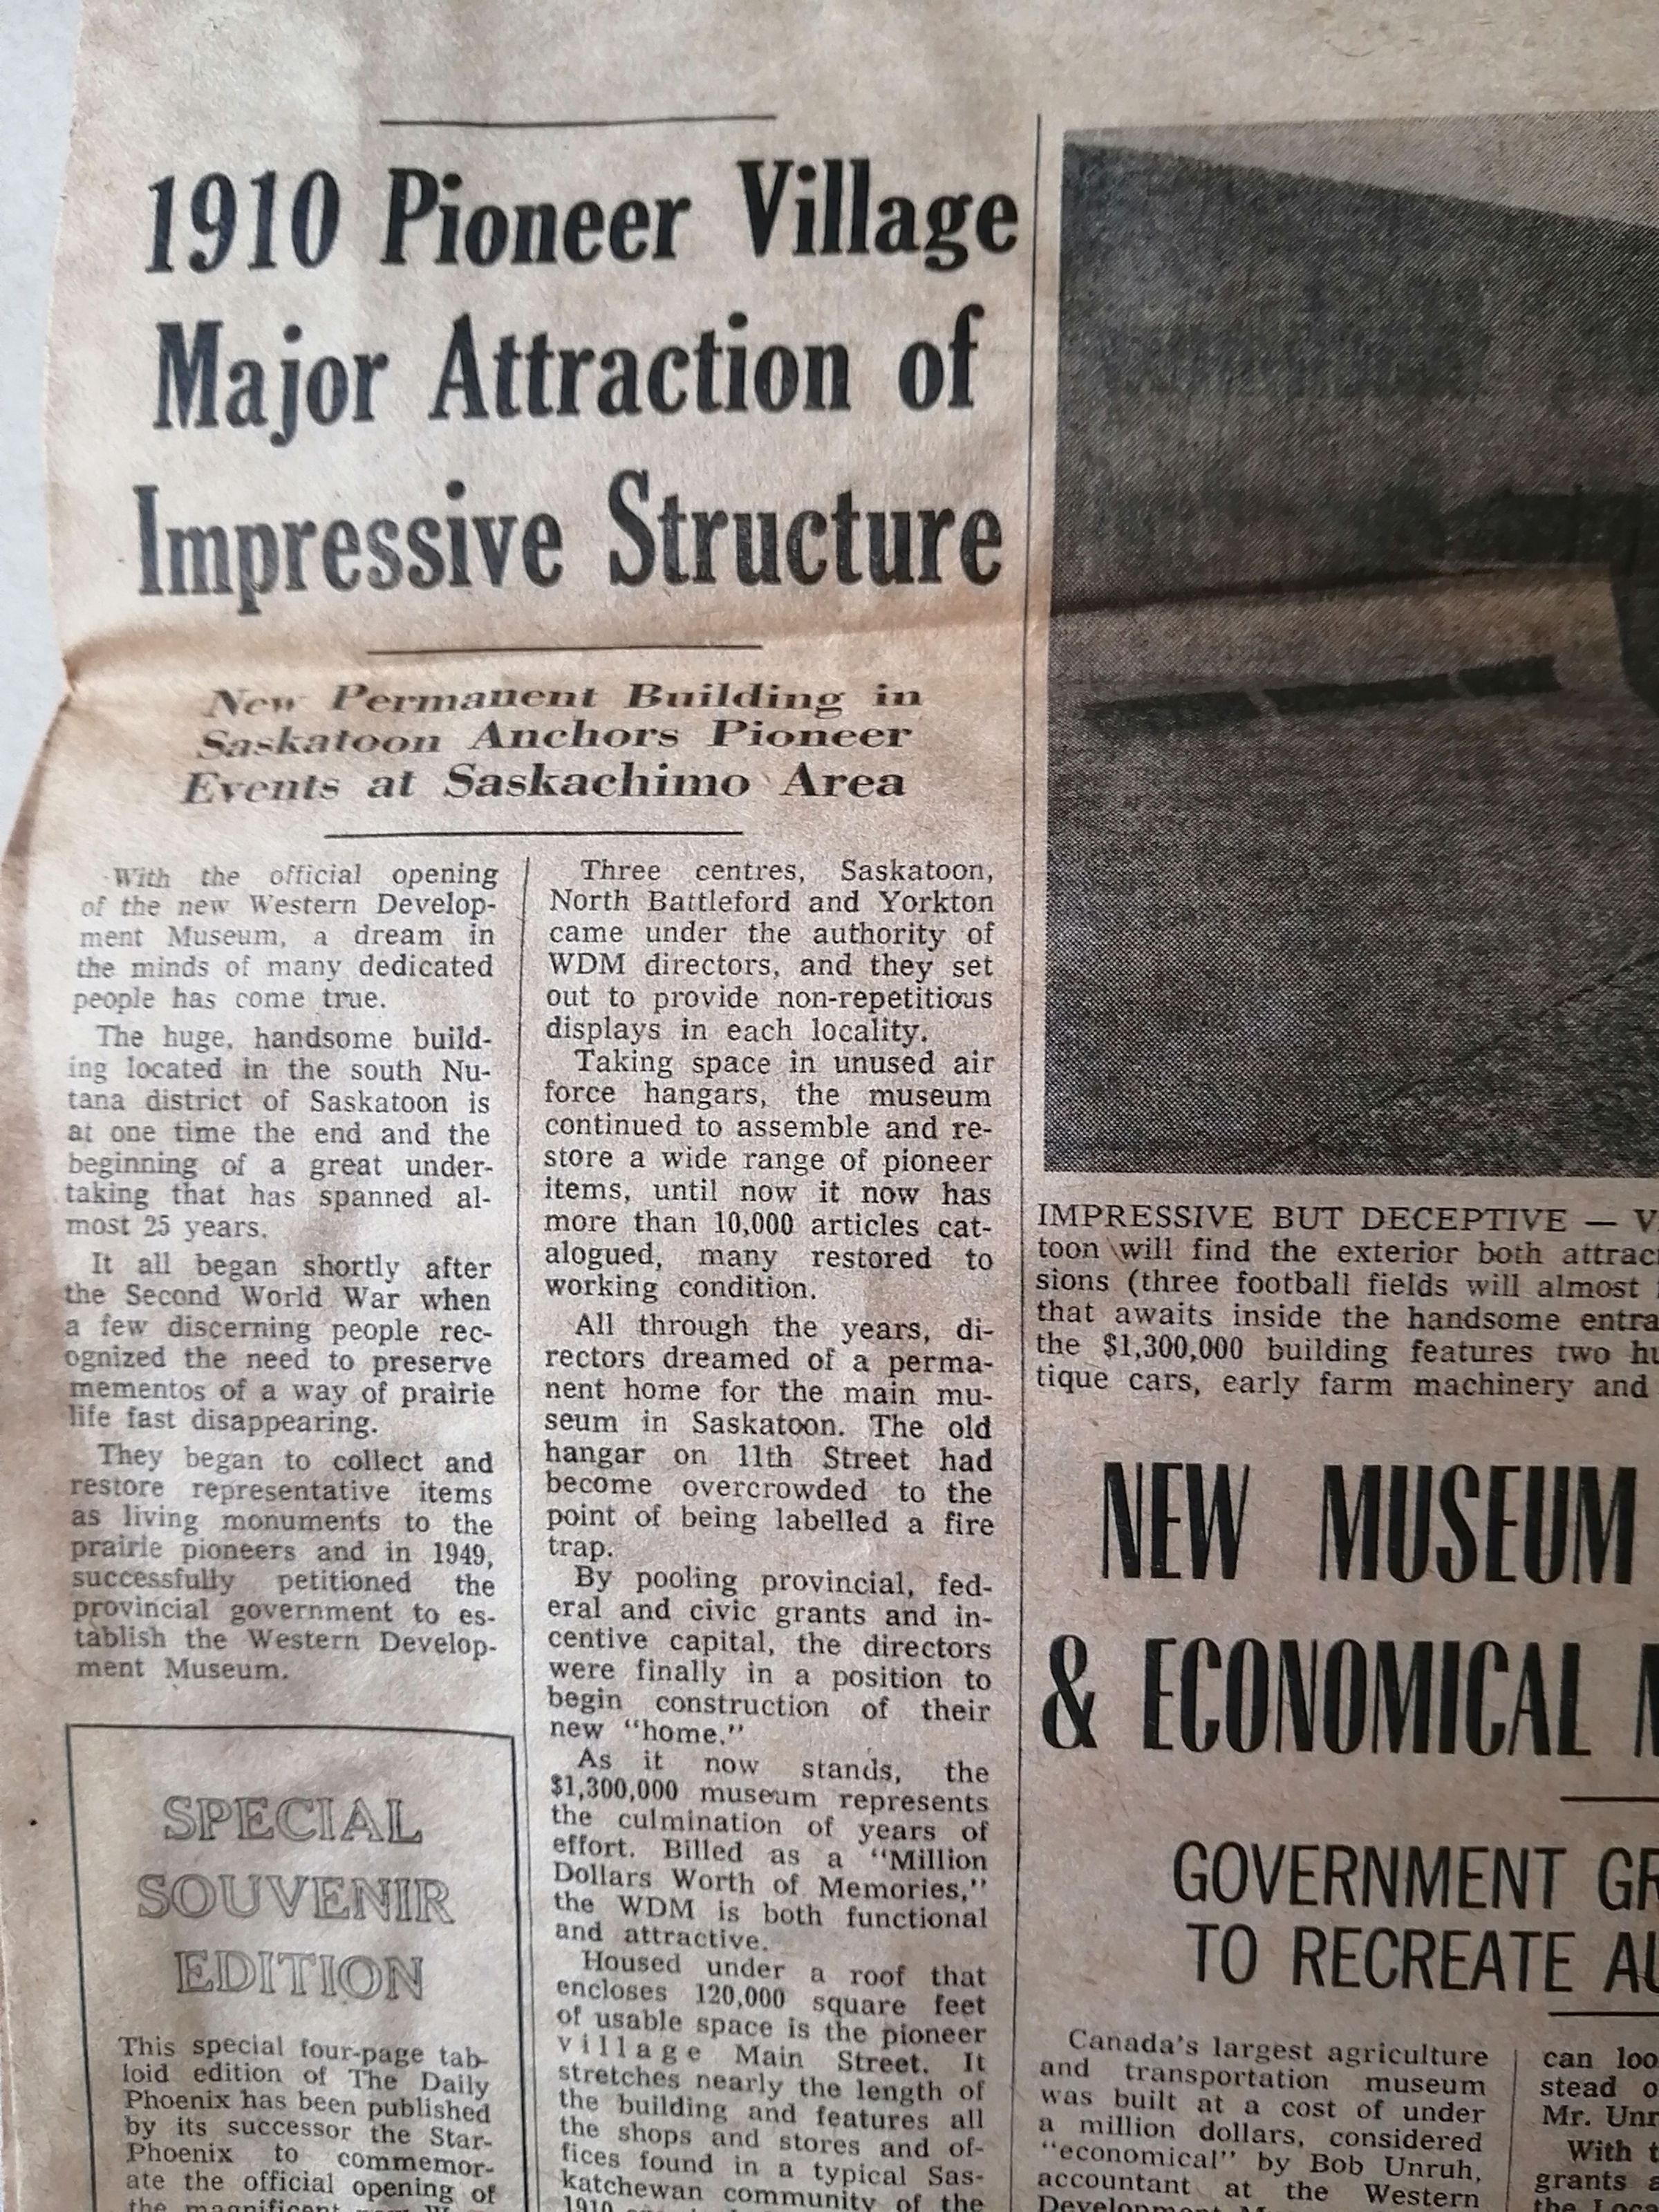 1910 Pioneer Village
Major Attraction of
Impressive Structure
New Permanent Building in
Saskatoon Anchors Pioneer
Events at Saskachimo Area
With the official opening
of the new Western Develop-
ment Museum, a dream in
the minds of many dedicated
people has come true.
The huge, handsome build-
ing located in the south Nu-
tana district of Saskatoon is
at one time the end and the
beginning of a great under-
taking that has spanned al-
most 25 years.
It all began shortly after
the Second World War when
a few discerning people rec-
ognized the need to preserve
mementos of a way of prairie
life fast disappearing.
They began to collect and
restore representative items
as living monuments to the
prairie pioneers and in 1949,
successfully petitioned the
provincial government to es-
tablish the Western Develop-
ment Museum.
SPECIAL
SOUVENIR
EDITION
This special four-page tab-
loid edition of The Daily
Phoenix has been published
by its successor the Star-
Phoenix to commemor-
ate the official opening of
the magnificent
Three centres, Saskatoon,
North Battleford and Yorkton
came under the authority of
WDM directors, and they set
out to provide non-repetitious
displays in each locality.
Taking space in unused air
force hangars, the museum
continued to assemble and re-
store a wide range of pioneer
items, until now it now has
more than 10,000 articles cat-
alogued, many restored to
working condition.
All through the years, di-
rectors dreamed of a perma-
nent home for the main mu-
seum in Saskatoon. The old
hangar on 11th Street had
become overcrowded to the
point of being labelled a fire
trap.
By pooling provincial, fed-
eral and civic grants and in-
centive capital, the directors
were finally in a position to
begin construction of their
new "home."
As it now stands, the
$1,300,000 museum represents
the culmination of years of
effort. Billed as a "Million
Dollars Worth of Memories,"
the WDM is both functional
and attractive.
Housed under a roof that
encloses 120,000 square feet
of usable space is the pioneer
village Main Street. It
stretches nearly the length of
the building and features all
the shops and stores and of-
fices found in a typical Sas-
katchewan community of the
1910
IMPRESSIVE BUT DECEPTIVE — V
toon will find the exterior both attrac
sions (three football fields will almost
that awaits inside the handsome entra
the $1,300,000 building features two hu
tique cars, early farm machinery and
NEW MUSEUM
& ECONOMICAL
GOVERNMENT GR
TO RECREATE AU
Canada's largest agriculture
and transportation museum
was built at a cost of under
a million dollars, considered
"economical" by Bob Unruh,
accountant at the Western
Development
can loo
stead o
Mr. Unr
With t
grants a
the loca